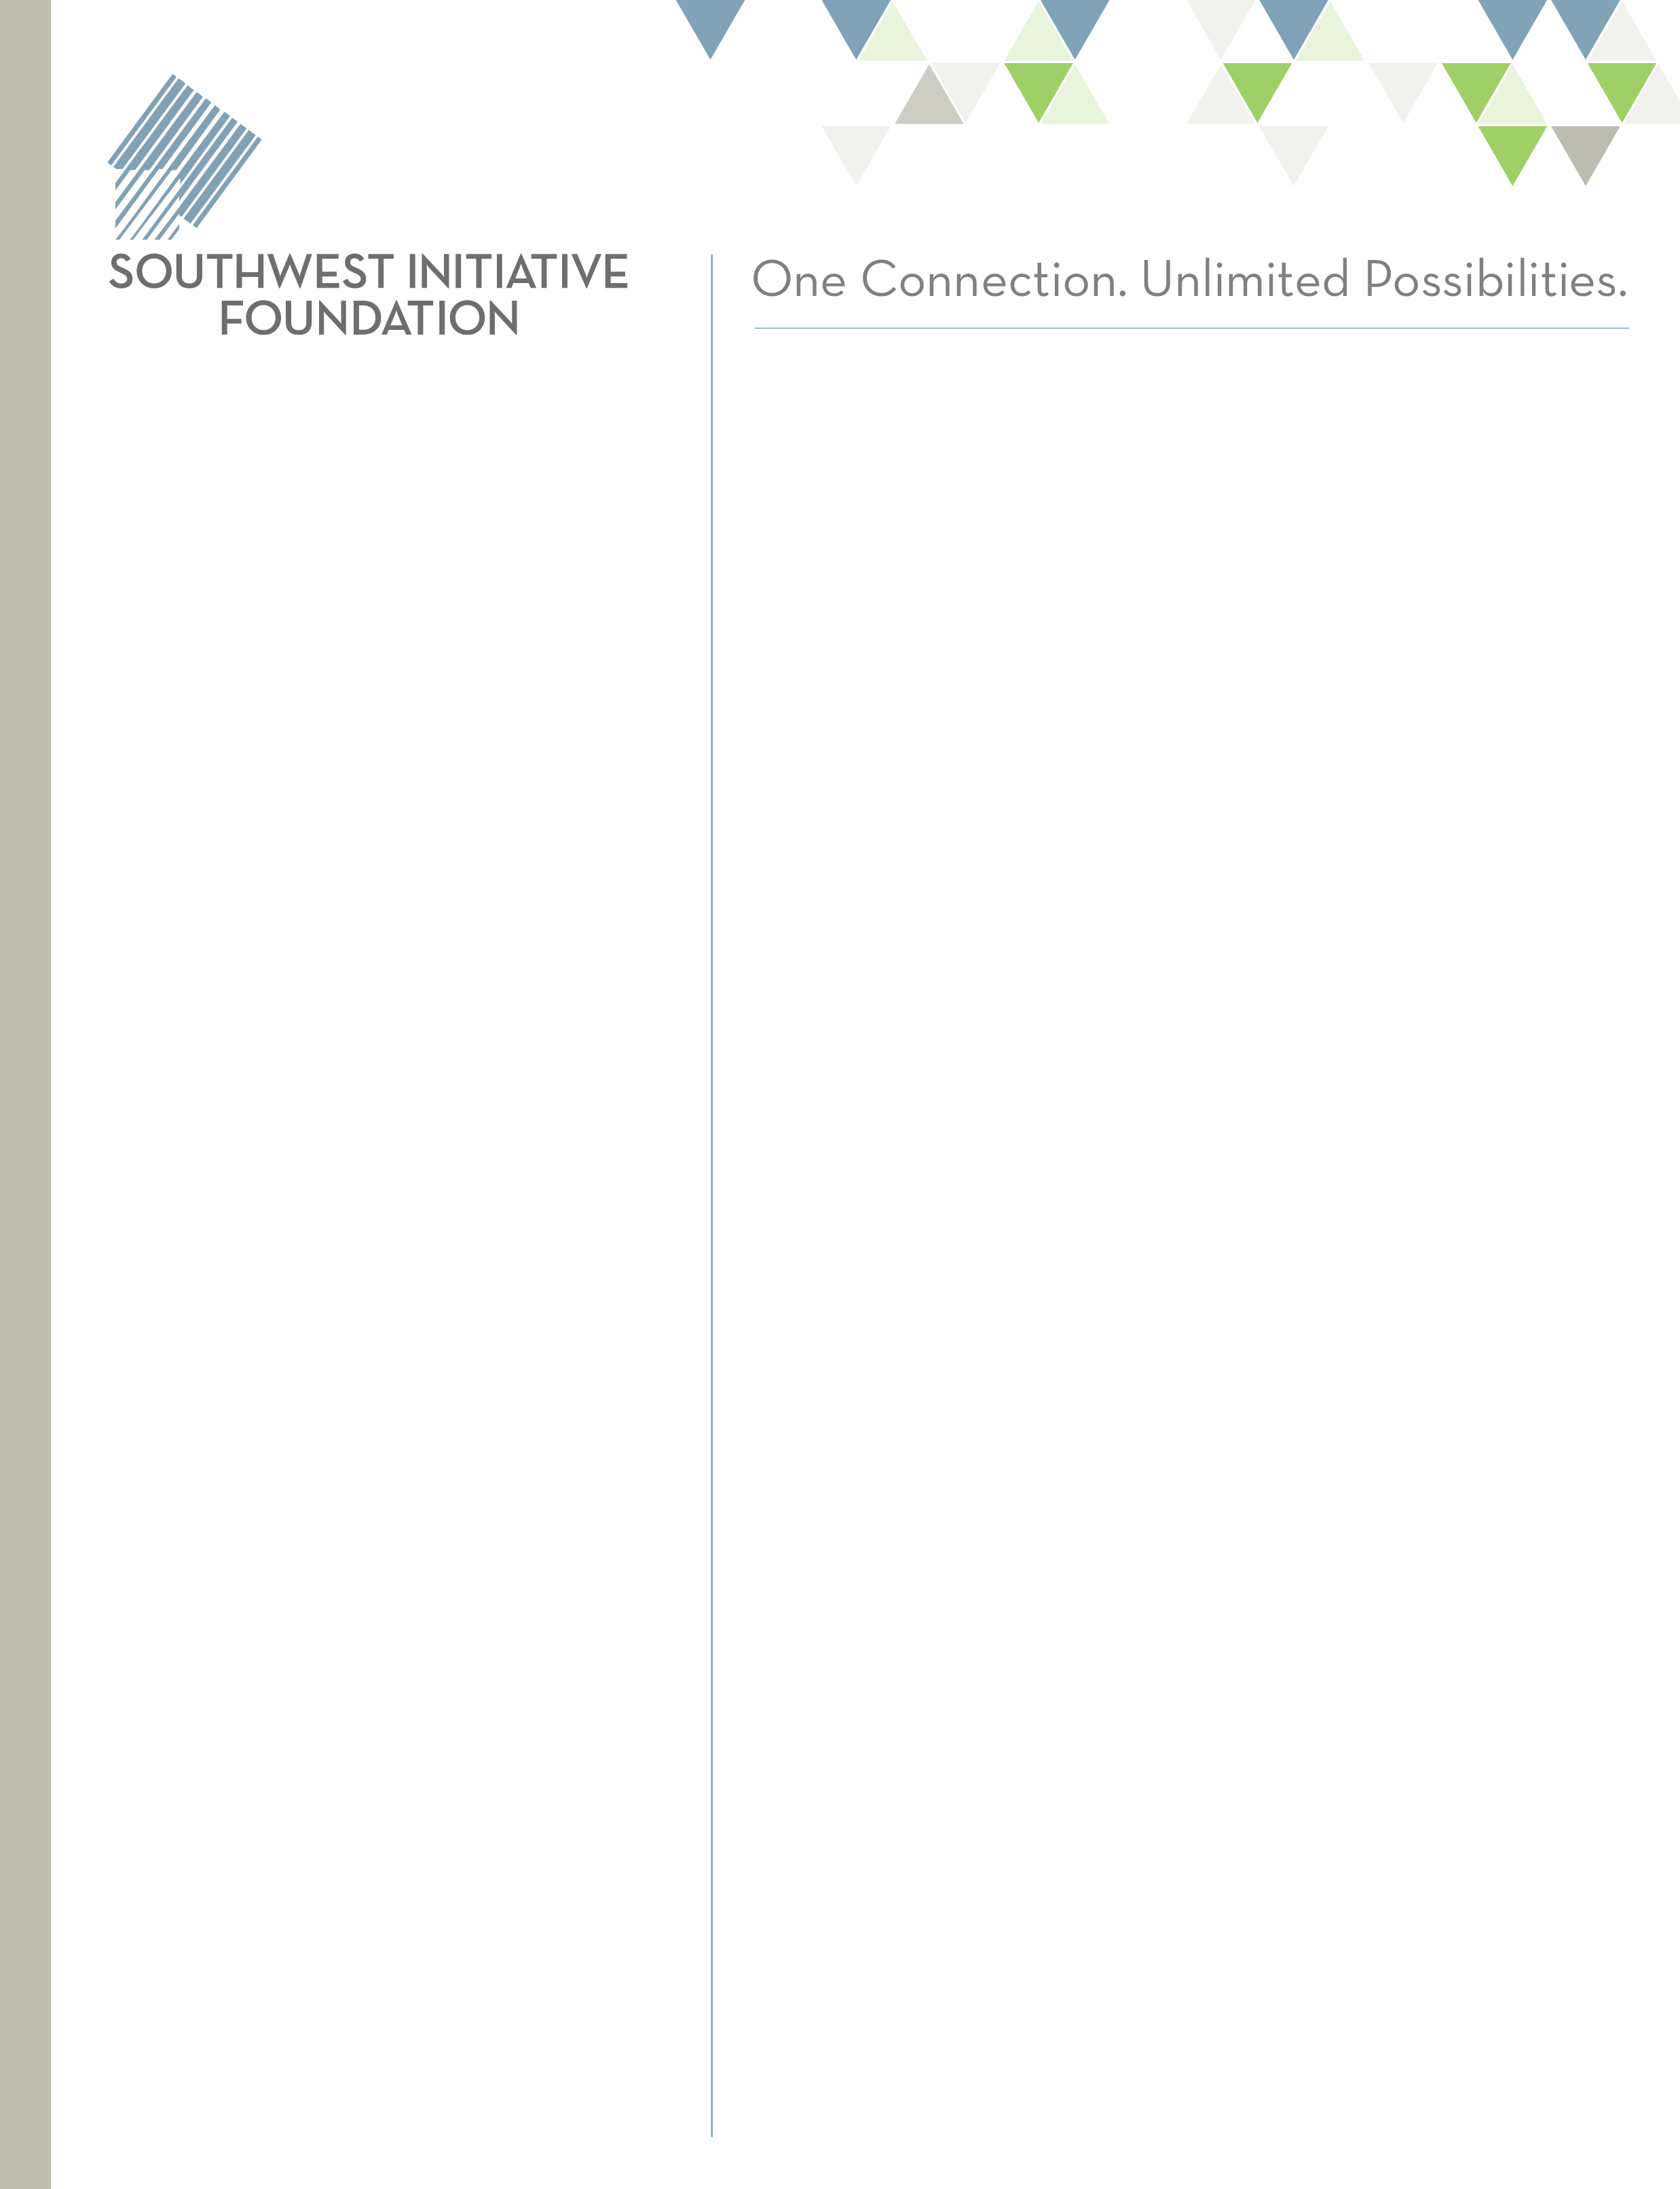 SOUTHWEST INITIATIVE
FOUNDATION
One Connection. Unlimited Possibilities.